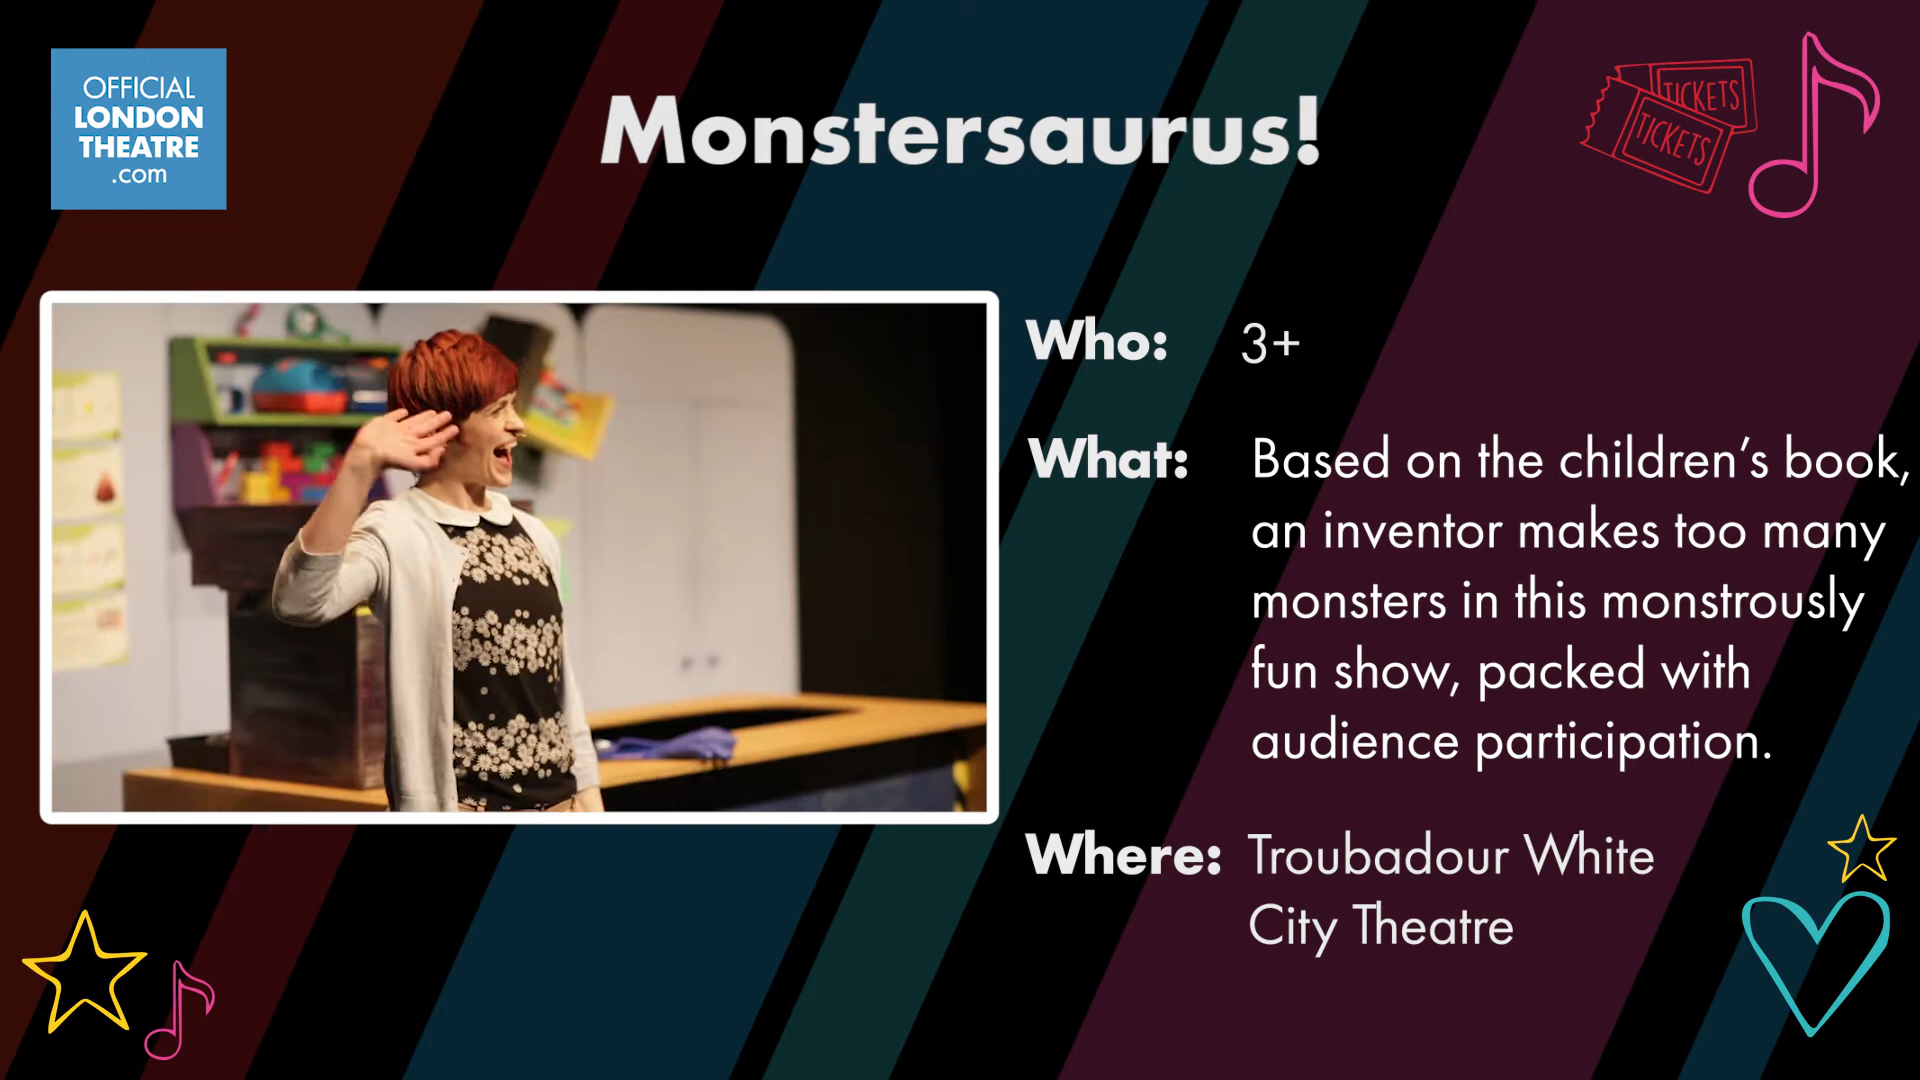 OFFICIAL
LONDON
THEATRE
.com
Monstersaurus!
TICKETS
TICKETS
Who: 3+
What: Based on the children’s book,
an inventor makes too many
monsters in this monstrously
fun show, packed with
audience participation.
Where: Troubadour White
City Theatre